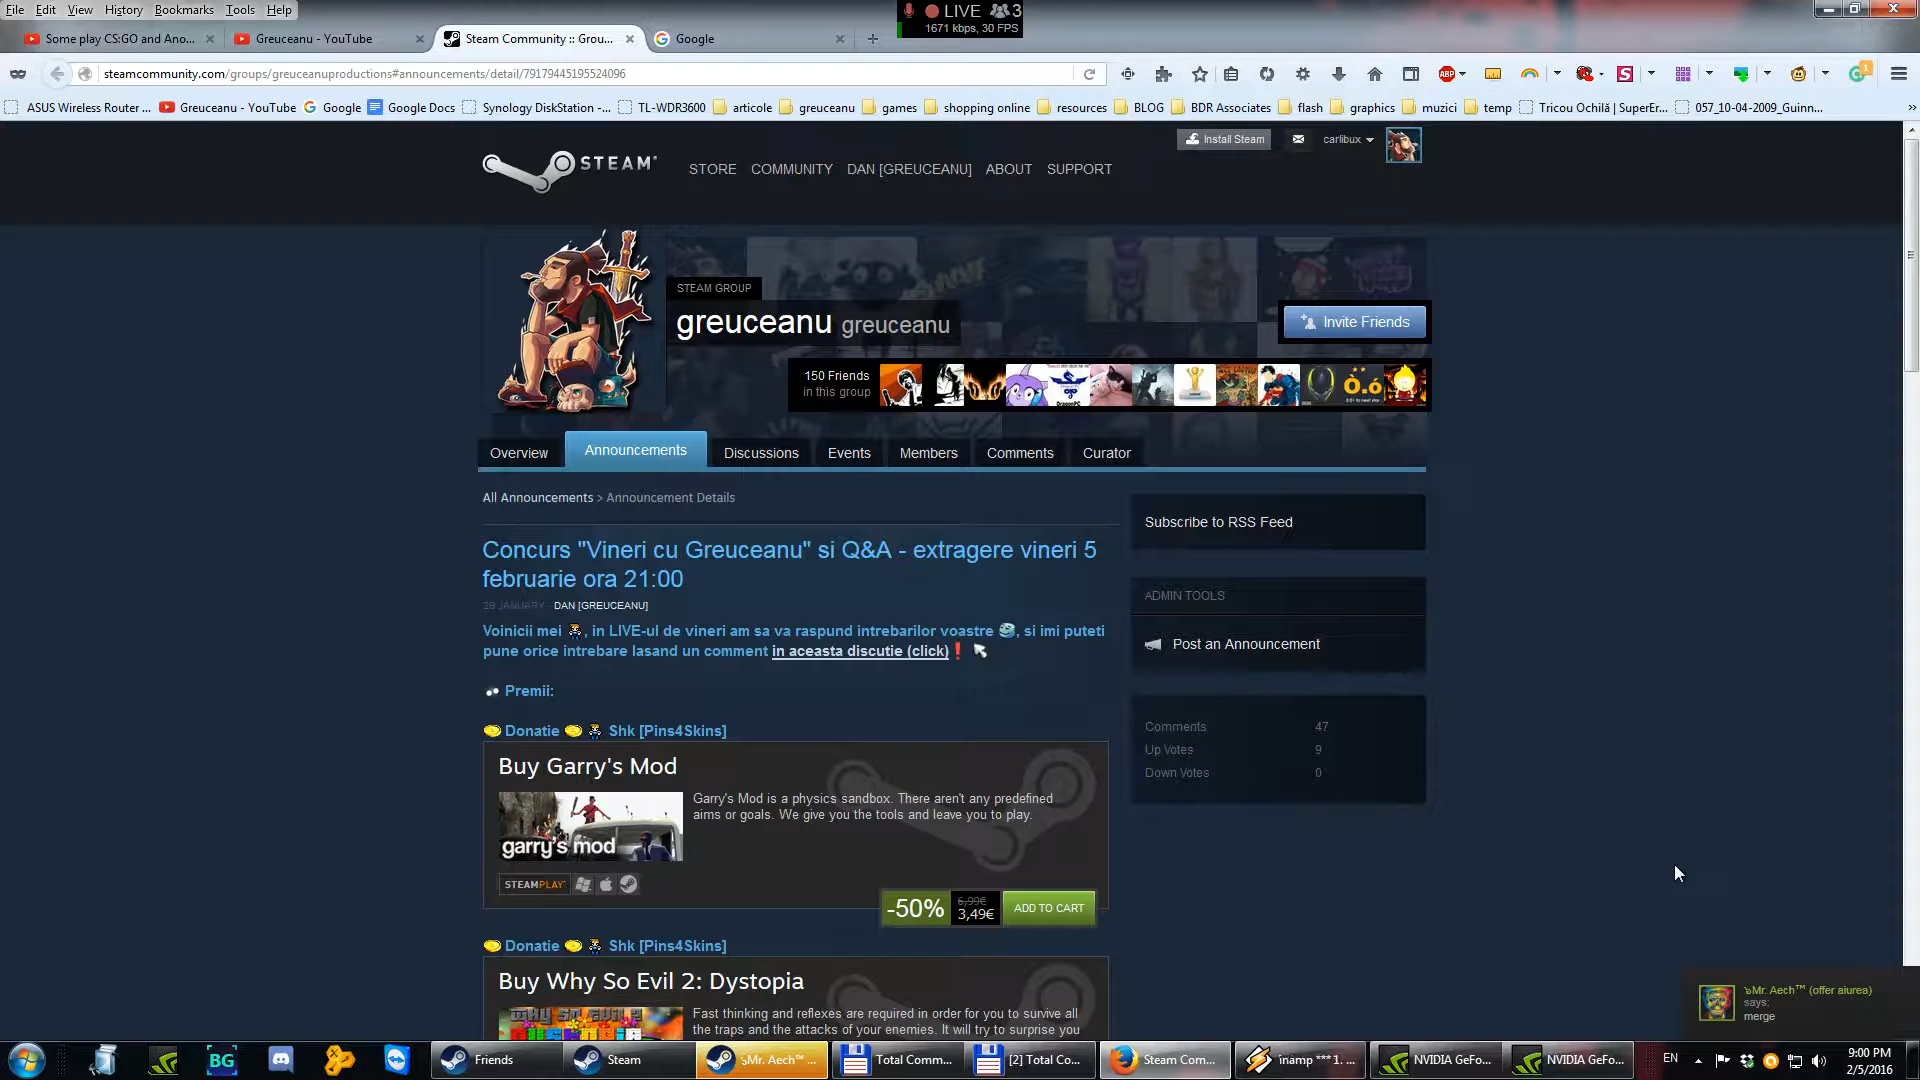 File Edit View History Bookmarks Tools Help
LIVE 3
1671 kbps, 30 FPS
Some play CS:GO and Ano...
Greuceanu - YouTube
Steam Community :: Grou...
Google
steamcommunity.com/groups/greuceanuproductions#announcements/detail/79179445195524096
ASUS Wireless Router ... Greuceanu - YouTube Google Google Docs Synology DiskStation -... TL-WDR3600 articole greuceanu games shopping online resources BLOG BDR Associates flash graphics muzici temp Tricou Ochilă | SuperEr... 057_10-04-2009_Guinn...
Install Steam
carlibux
STEAM
STORE COMMUNITY DAN [GREUCEANU] ABOUT SUPPORT
STEAM GROUP
greuceanu greuceanu
Invite Friends
150 Friends
in this group
Overview Announcements Discussions Events Members Comments Curator
All Announcements > Announcement Details
Concurs "Vineri cu Greuceanu" si Q&A - extragere vineri 5
februarie ora 21:00
29 JANUARY - DAN [GREUCEANU]
Voinicii mei , in LIVE-ul de vineri am sa va raspund intrebarilor voastre , si imi puteti
pune orice intrebare lasand un comment in aceasta discutie (click) !
Premii:
Donatie Shk [Pins4Skins]
Buy Garry's Mod
garry's mod
Garry's Mod is a physics sandbox. There aren't any predefined
aims or goals. We give you the tools and leave you to play.
STEAMPLAY
-50% 6,99€ 3,49€ ADD TO CART
Donatie Shk [Pins4Skins]
Buy Why So Evil 2: Dystopia
Fast thinking and reflexes are required in order for you to survive all
the traps and the attacks of your enemies. It will try to surprise you
Subscribe to RSS Feed
ADMIN TOOLS
Post an Announcement
Comments 47
Up Votes 9
Down Votes 0
Mr. Aech™ (offer aiurea)
says:
merge
BG
Friends
Steam
Mr. Aech™ ...
Total Comm...
[2] Total Co...
Steam Com...
inamp *** 1. ...
NVIDIA GeFo...
NVIDIA GeFo...
EN
9:00 PM
2/5/2016